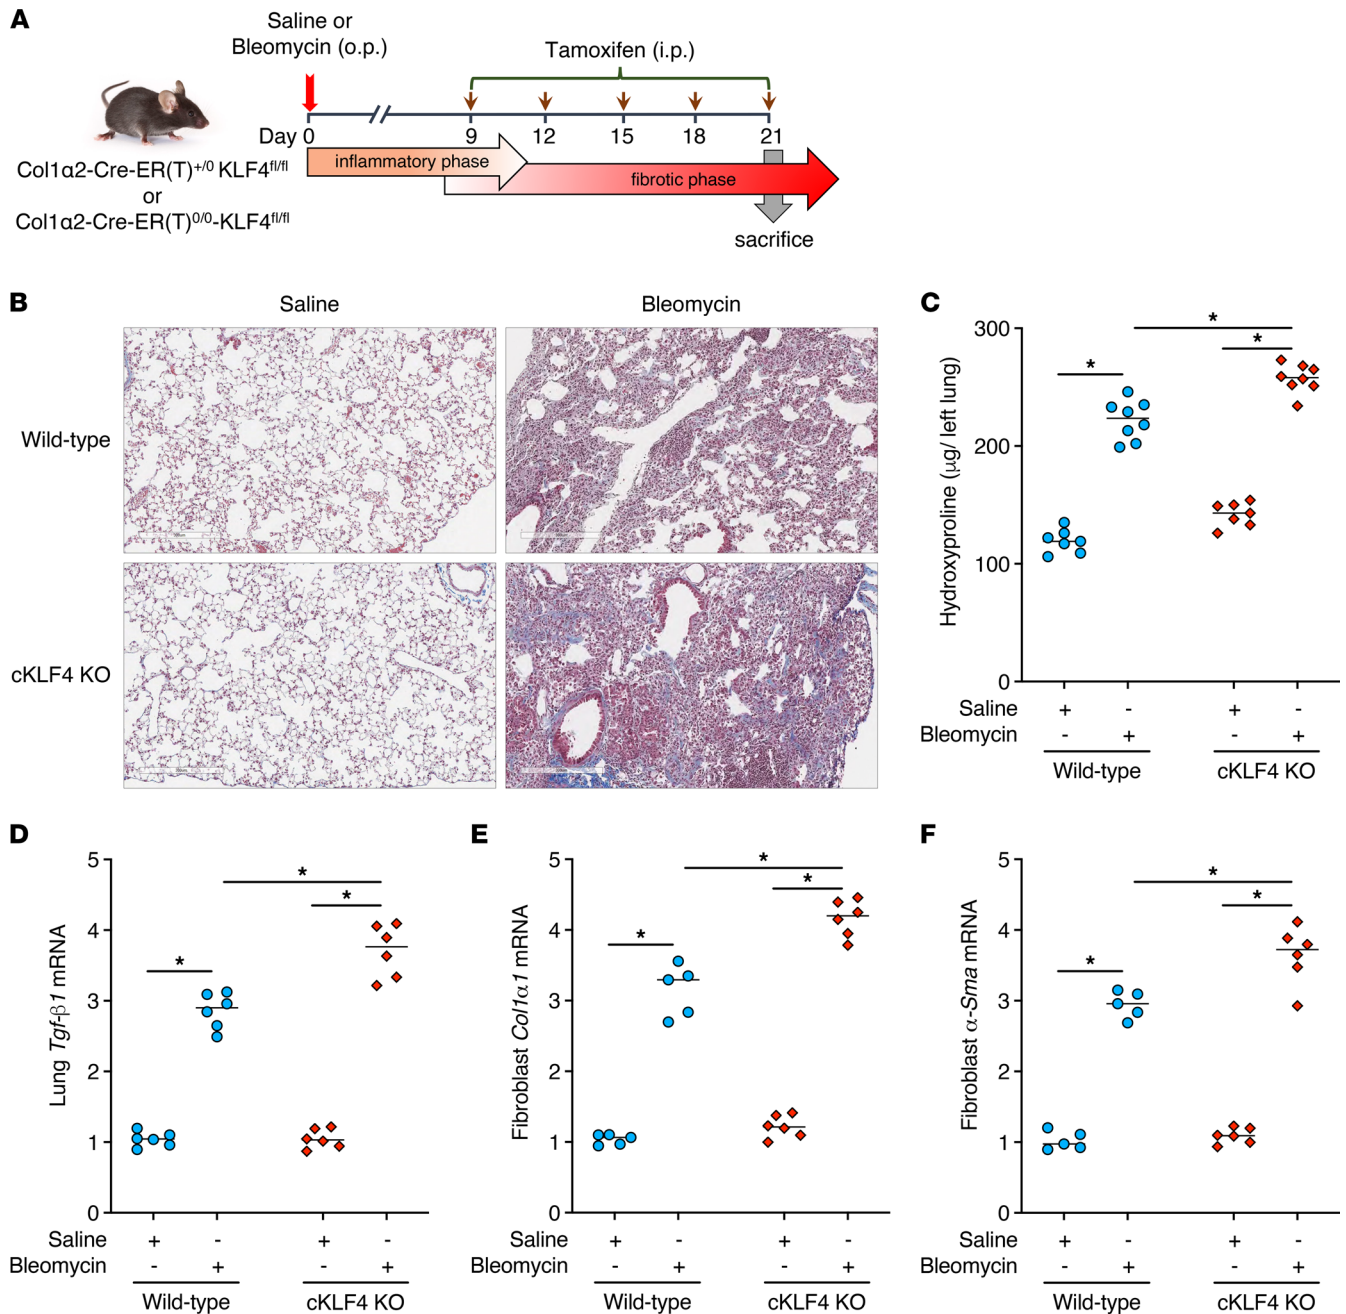 A
Saline or
Bleomycin (o.p.)
Tamoxifen (i.p.)
Day 0 9 12 15 18 21
inflammatory phase
fibrotic phase
sacrifice
Col1α2-Cre-ER(T)+/0 KLF4fl/fl
or
Col1α2-Cre-ER(T)0/0-KLF4fl/fl
B
Saline Bleomycin
Wild-type
cKLF4 KO
C
Hydroxyproline (µg/ left lung)
300
200
100
0
* * *
Saline + - + -
Bleomycin - + - +
Wild-type cKLF4 KO
D
Lung Tgf-β1 mRNA
5
4
3
2
1
0
* * *
Saline + - + -
Bleomycin - + - +
Wild-type cKLF4 KO
E
Fibroblast Col1α1 mRNA
5
4
3
2
1
0
* * *
Saline + - + -
Bleomycin - + - +
Wild-type cKLF4 KO
F
Fibroblast α-Sma mRNA
5
4
3
2
1
0
* * *
Saline + - + -
Bleomycin - + - +
Wild-type cKLF4 KO